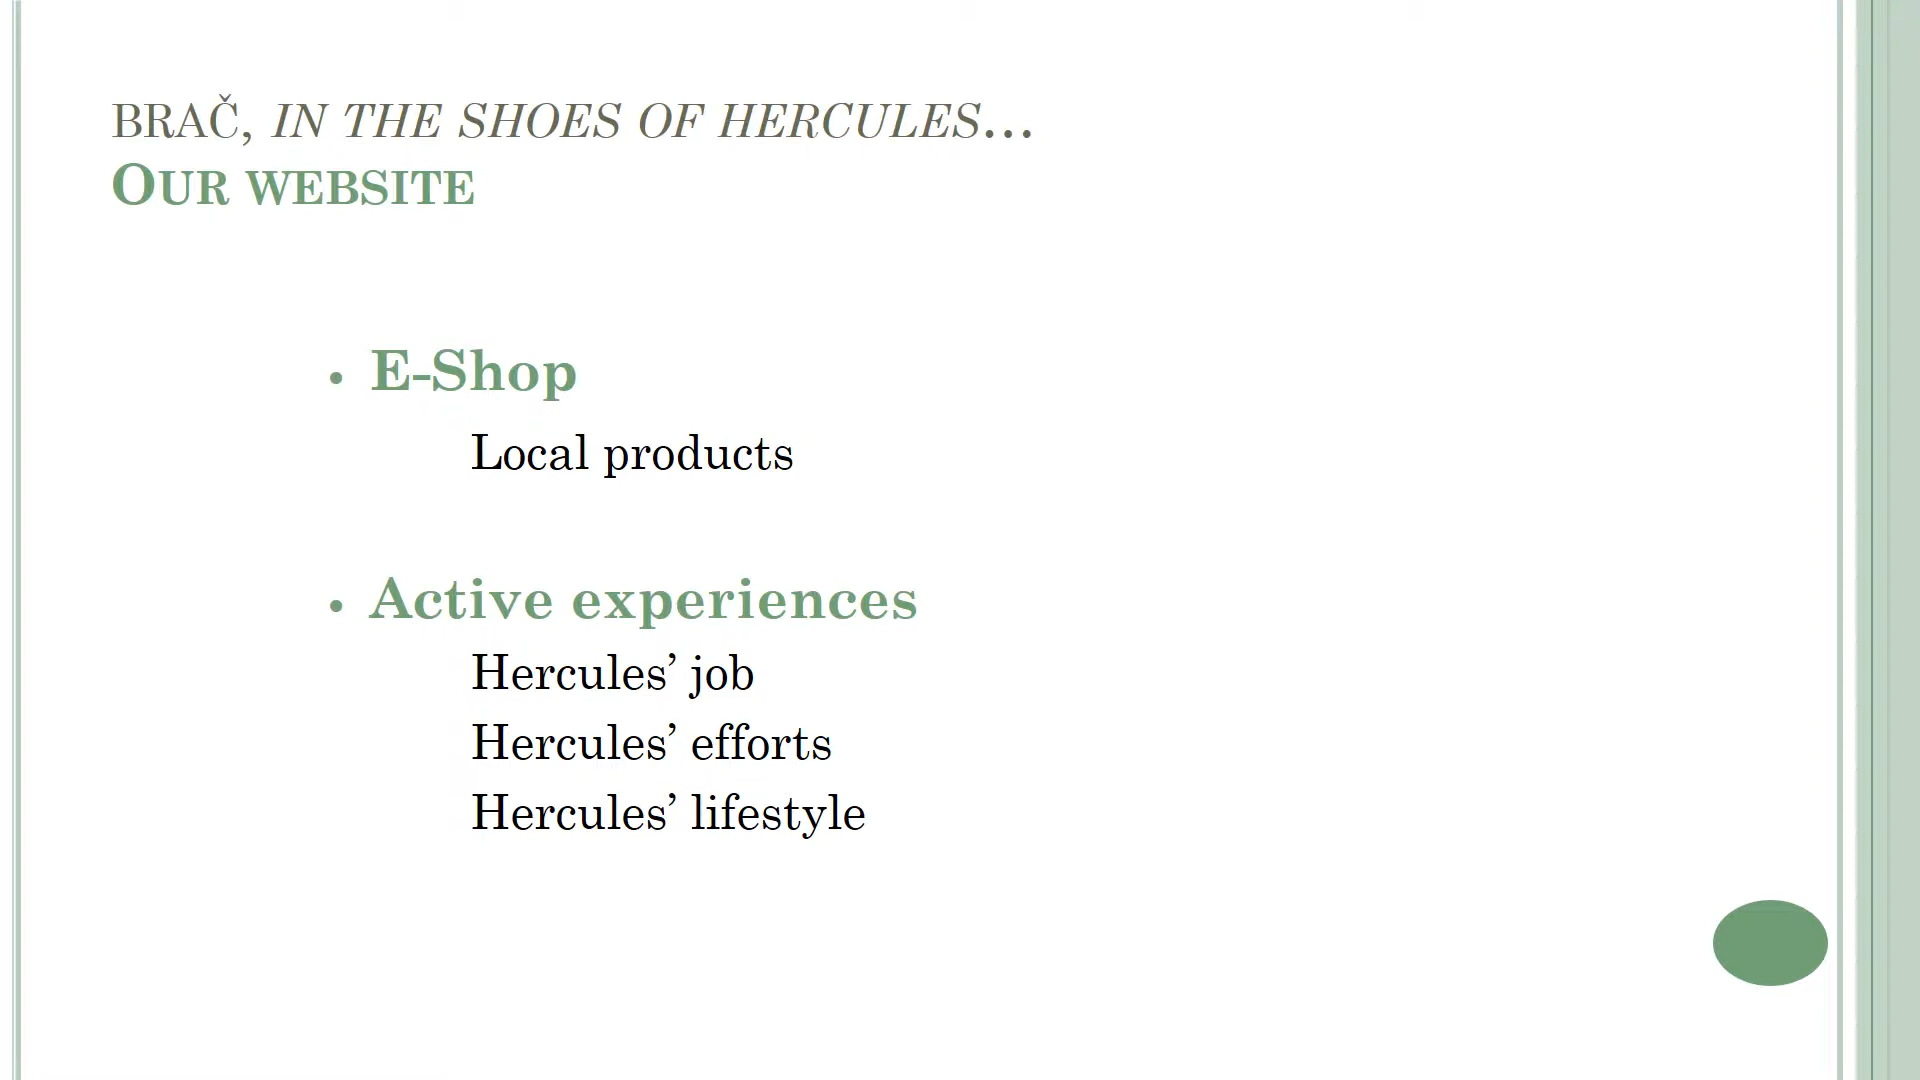 BRAČ, IN THE SHOES OF HERCULES…
OUR WEBSITE
• E-Shop
Local products
• Active experiences
Hercules’ job
Hercules’ efforts
Hercules’ lifestyle